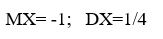 MX= -1;   DX=1/4